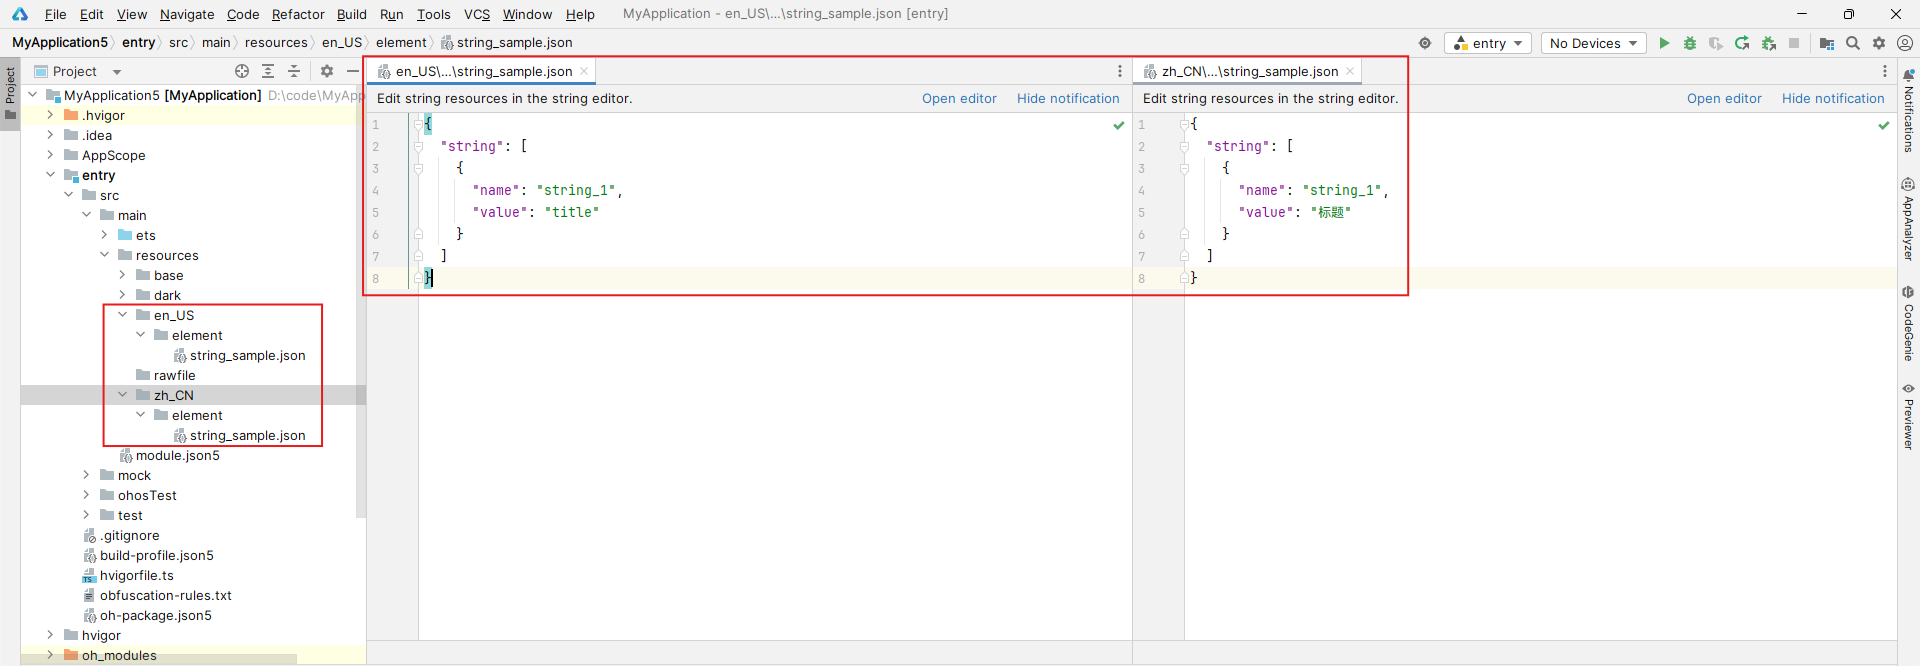 File Edit View Navigate Code Refactor Build Run Tools VCS Window Help MyApplication - en_US\...\string_sample.json [entry]
MyApplication5 entry src main resources en_US element string_sample.json entry No Devices
Project
Project
MyApplication5 [MyApplication] D:\code\MyApp
.hvigor
.idea
AppScope
entry
src
main
ets
resources
base
dark
en_US
element
string_sample.json
rawfile
zh_CN
element
string_sample.json
module.json5
mock
ohosTest
test
.gitignore
build-profile.json5
hvigorfile.ts
obfuscation-rules.txt
oh-package.json5
hvigor
oh_modules
en_US\...\string_sample.json
Edit string resources in the string editor. Open editor Hide notification
1 {
2 "string": [
3 {
4 "name": "string_1",
5 "value": "title"
6 }
7 ]
8 }
zh_CN\...\string_sample.json
Edit string resources in the string editor. Open editor Hide notification
1 {
2 "string": [
3 {
4 "name": "string_1",
5 "value": "标题"
6 }
7 ]
8 }
Notifications
AppAnalyzer
CodeGenie
Previewer